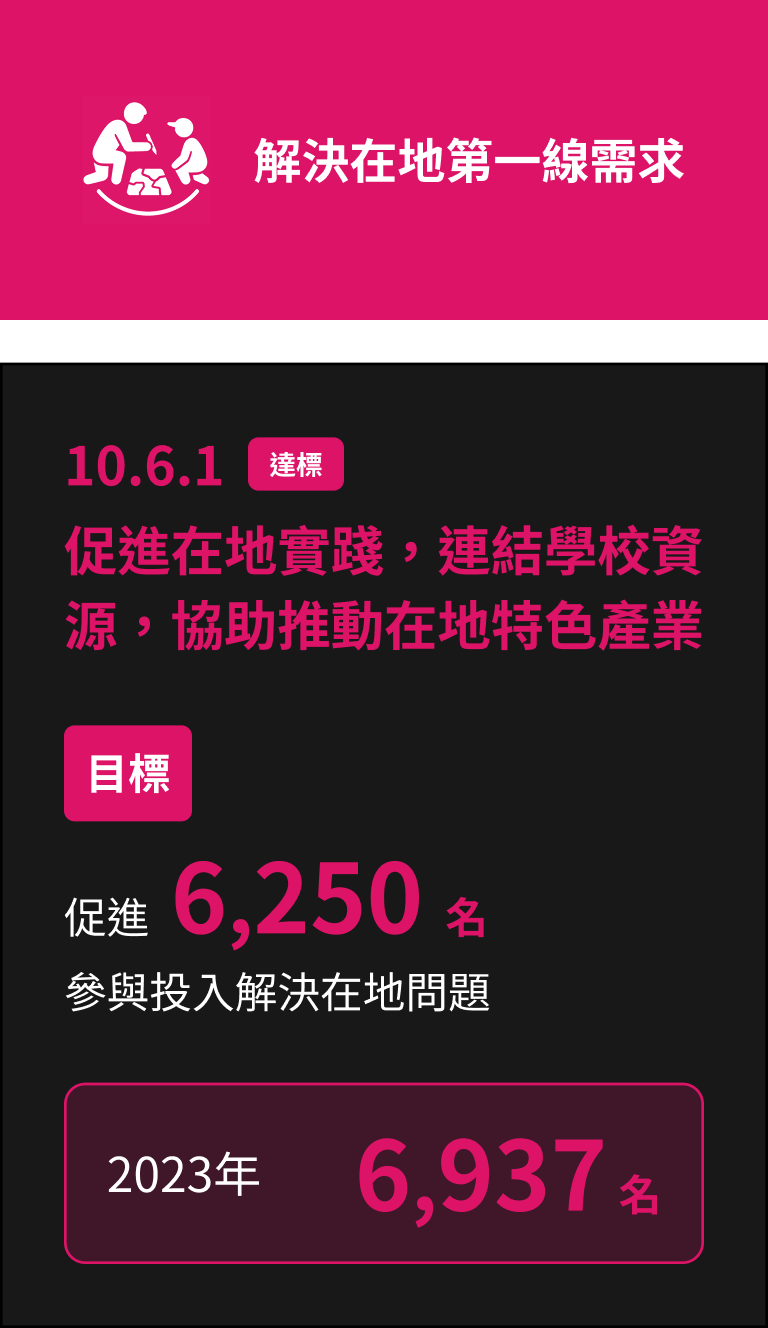 解決在地第一線需求
10.6.1 達標
促進在地實踐，連結學校資
源，協助推動在地特色產業
目標
促進 6,250 名
參與投入解決在地問題
2023年 6,937 名